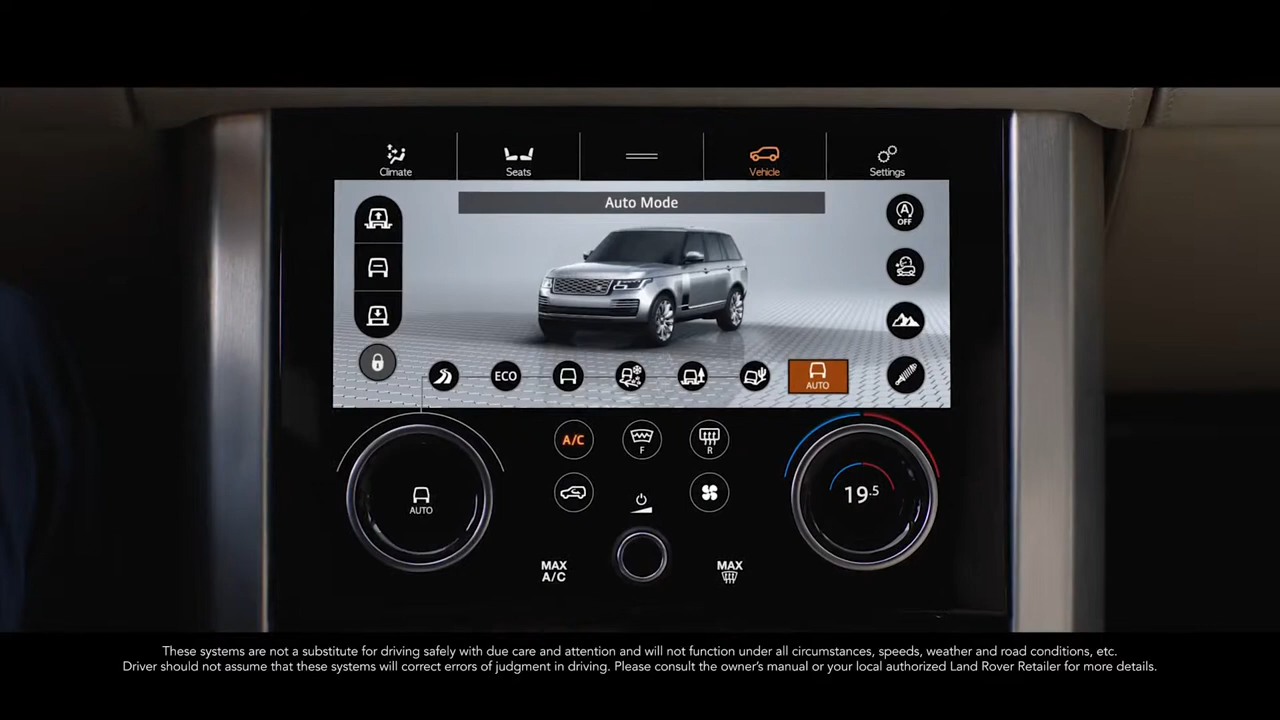 Climate
Seats
Vehicle
Settings
Auto Mode
OFF
ECO
AUTO
A/C
F
R
AUTO
19.5
MAX
A/C
MAX
These systems are not a substitute for driving safely with due care and attention and will not function under all circumstances, speeds, weather and road conditions, etc.
Driver should not assume that these systems will correct errors of judgment in driving. Please consult the owner's manual or your local authorized Land Rover Retailer for more details.